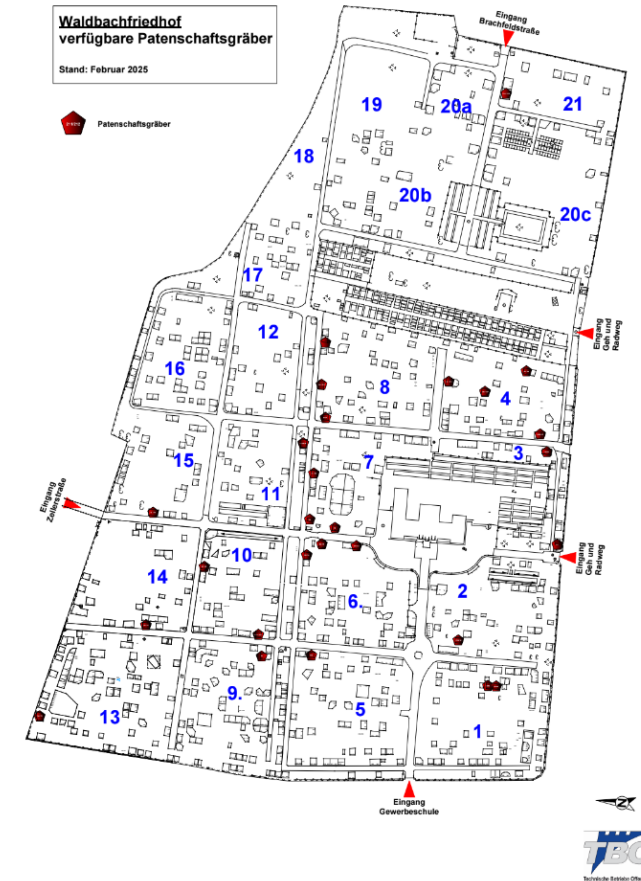 Waldbachfriedhof
verfügbare Patenschaftsgräber
Stand: Februar 2025
Patenschaftsgräber
Eingang
Brachfeldstraße
21
19
20a
18
20b
20c
17
12
Eingang
Geh und
Radweg
16
8
4
15
7
3
11
Eingang
Zellerstraße
10
14
6.
2
Eingang
Geh und
Radweg
13
9.
5
1
Eingang
Gewerbeschule
N
TBO